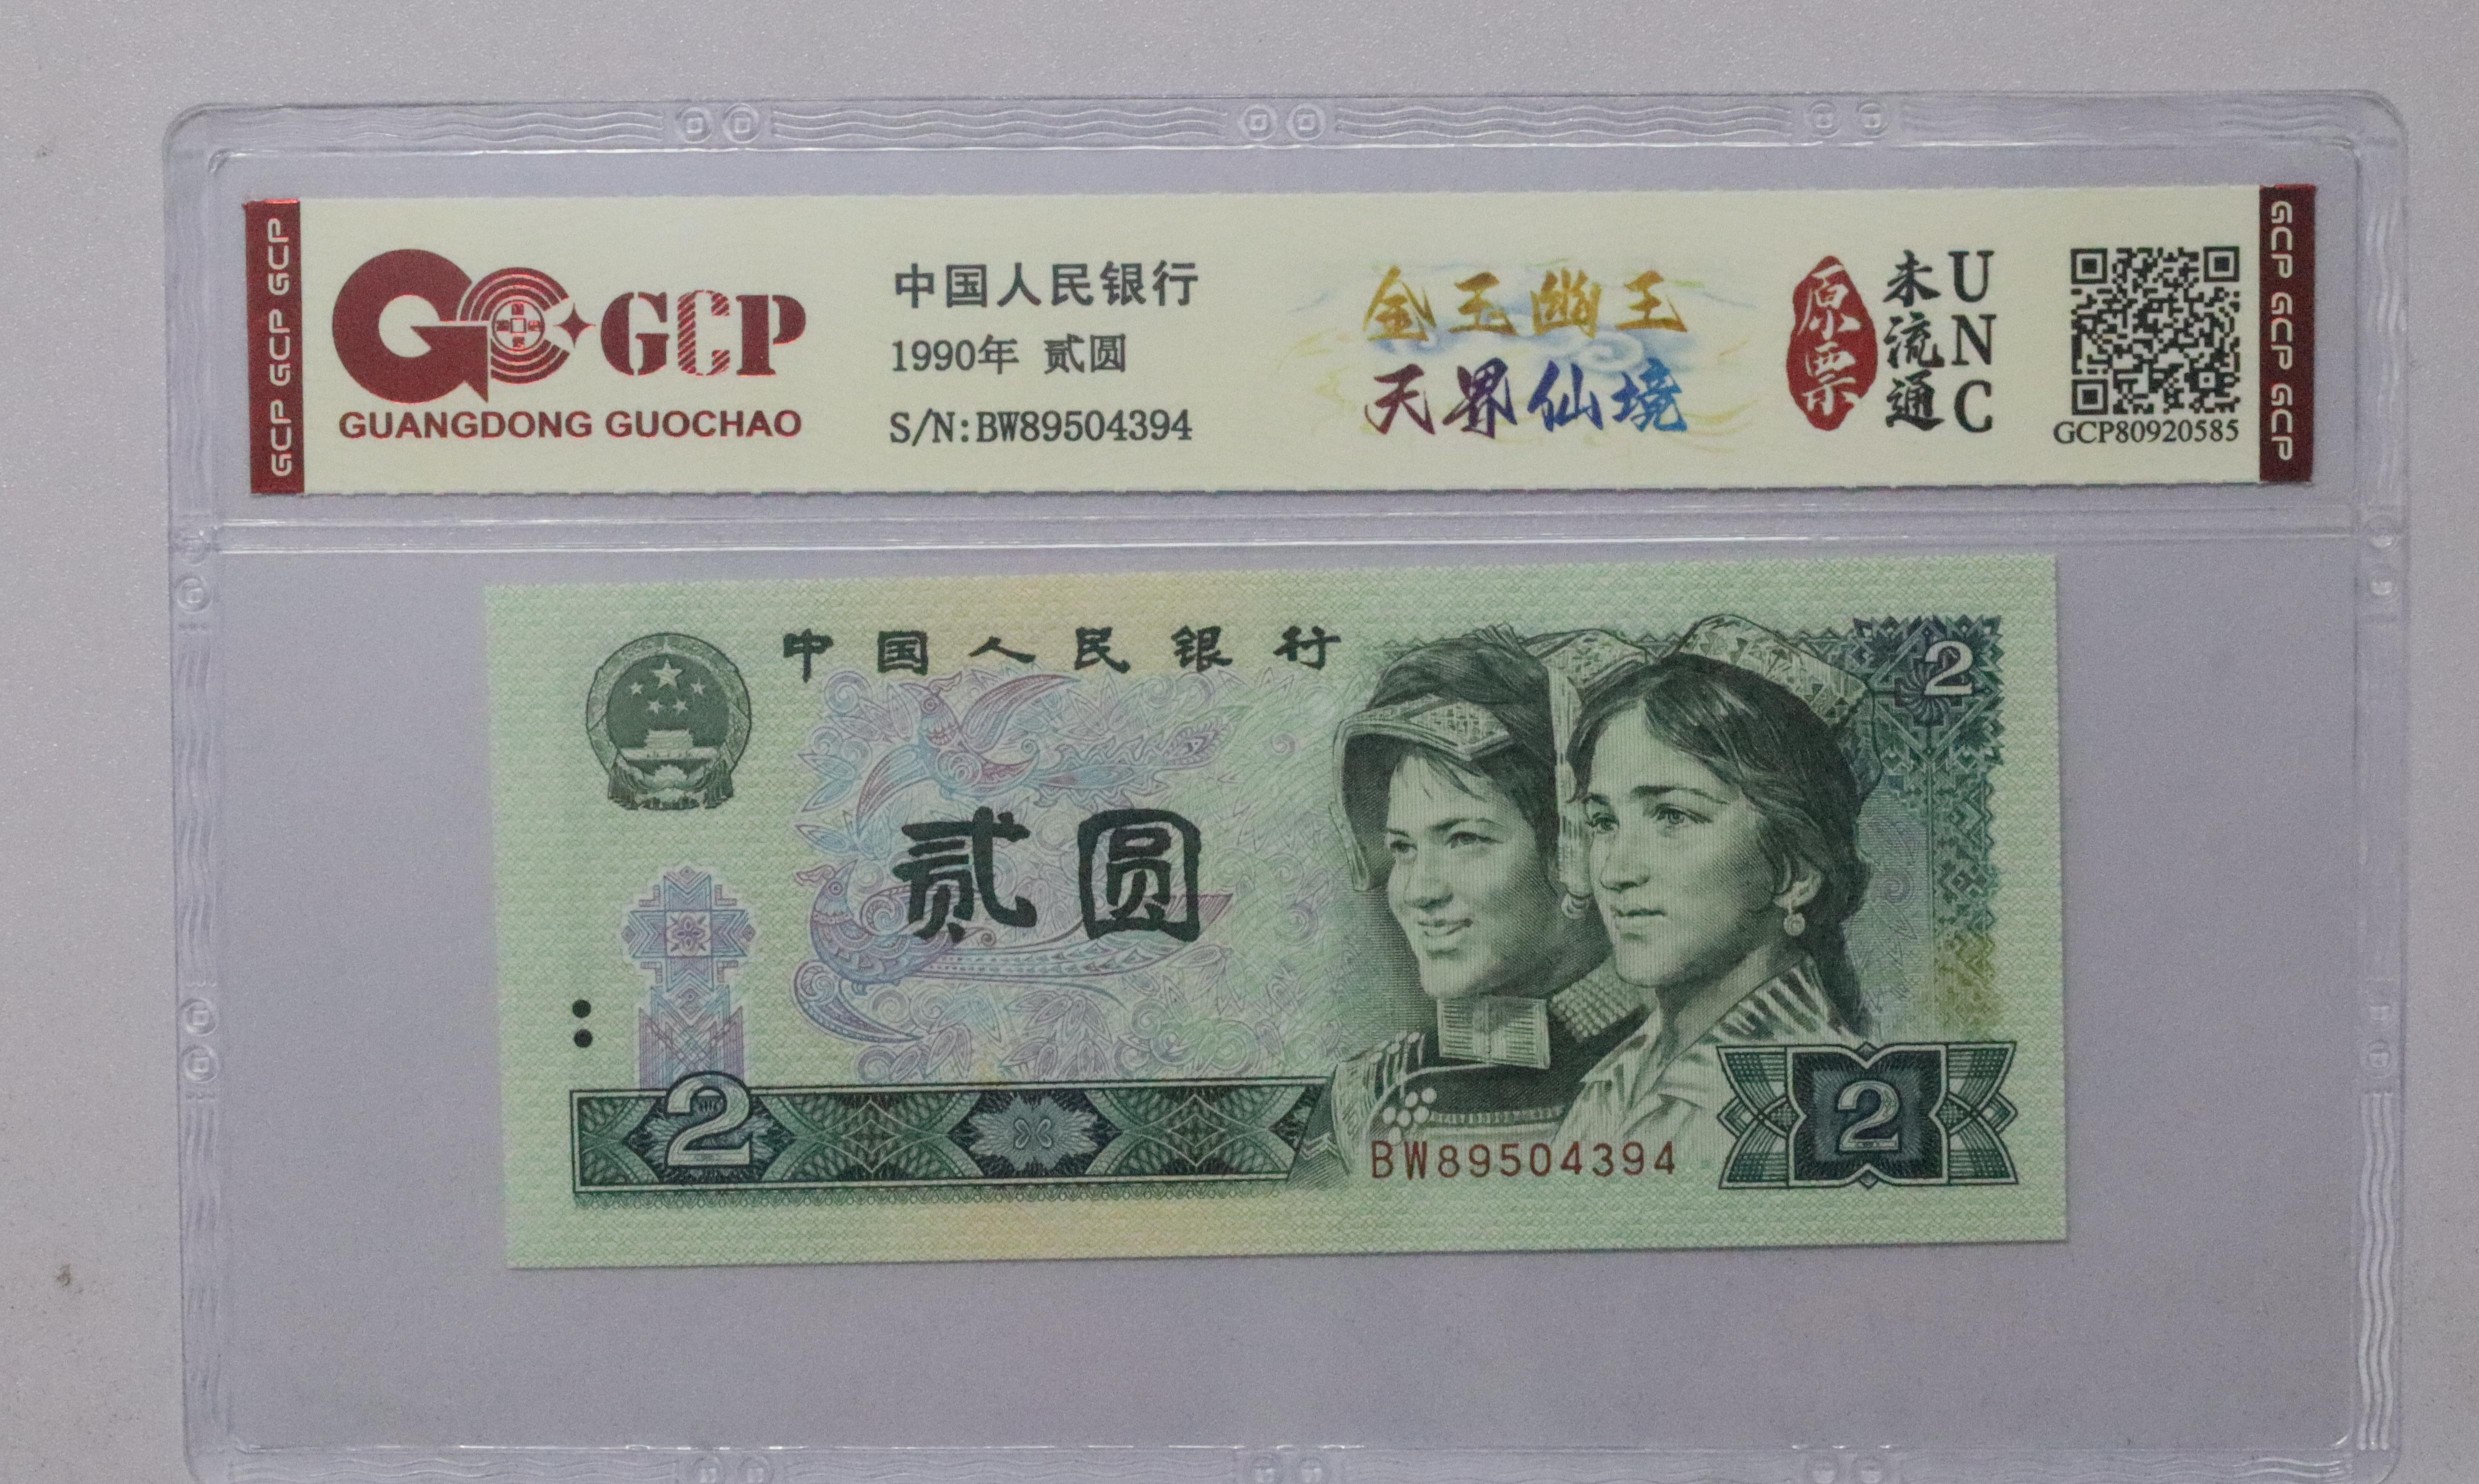 GCP GCP GCP
GCP
GUANGDONG GUOCHAO
中国人民银行
1990年 贰圆
S/N:BW89504394
金玉幽王
天界仙境
原票
未流通
UNC
GCP80920585
GCP GCP GCP
中国人民银行
2
贰圆
2
BW89504394
2